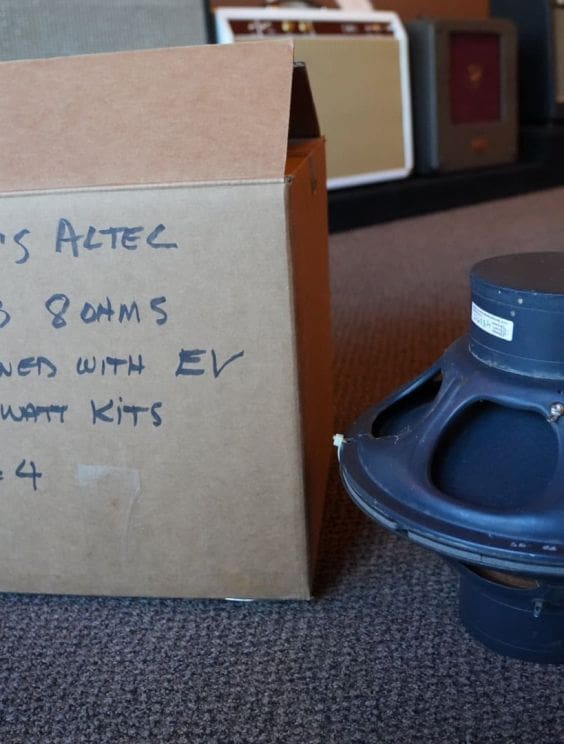 'S ALTEC
8 OHMS
NED WITH EV
WATT KITS
4